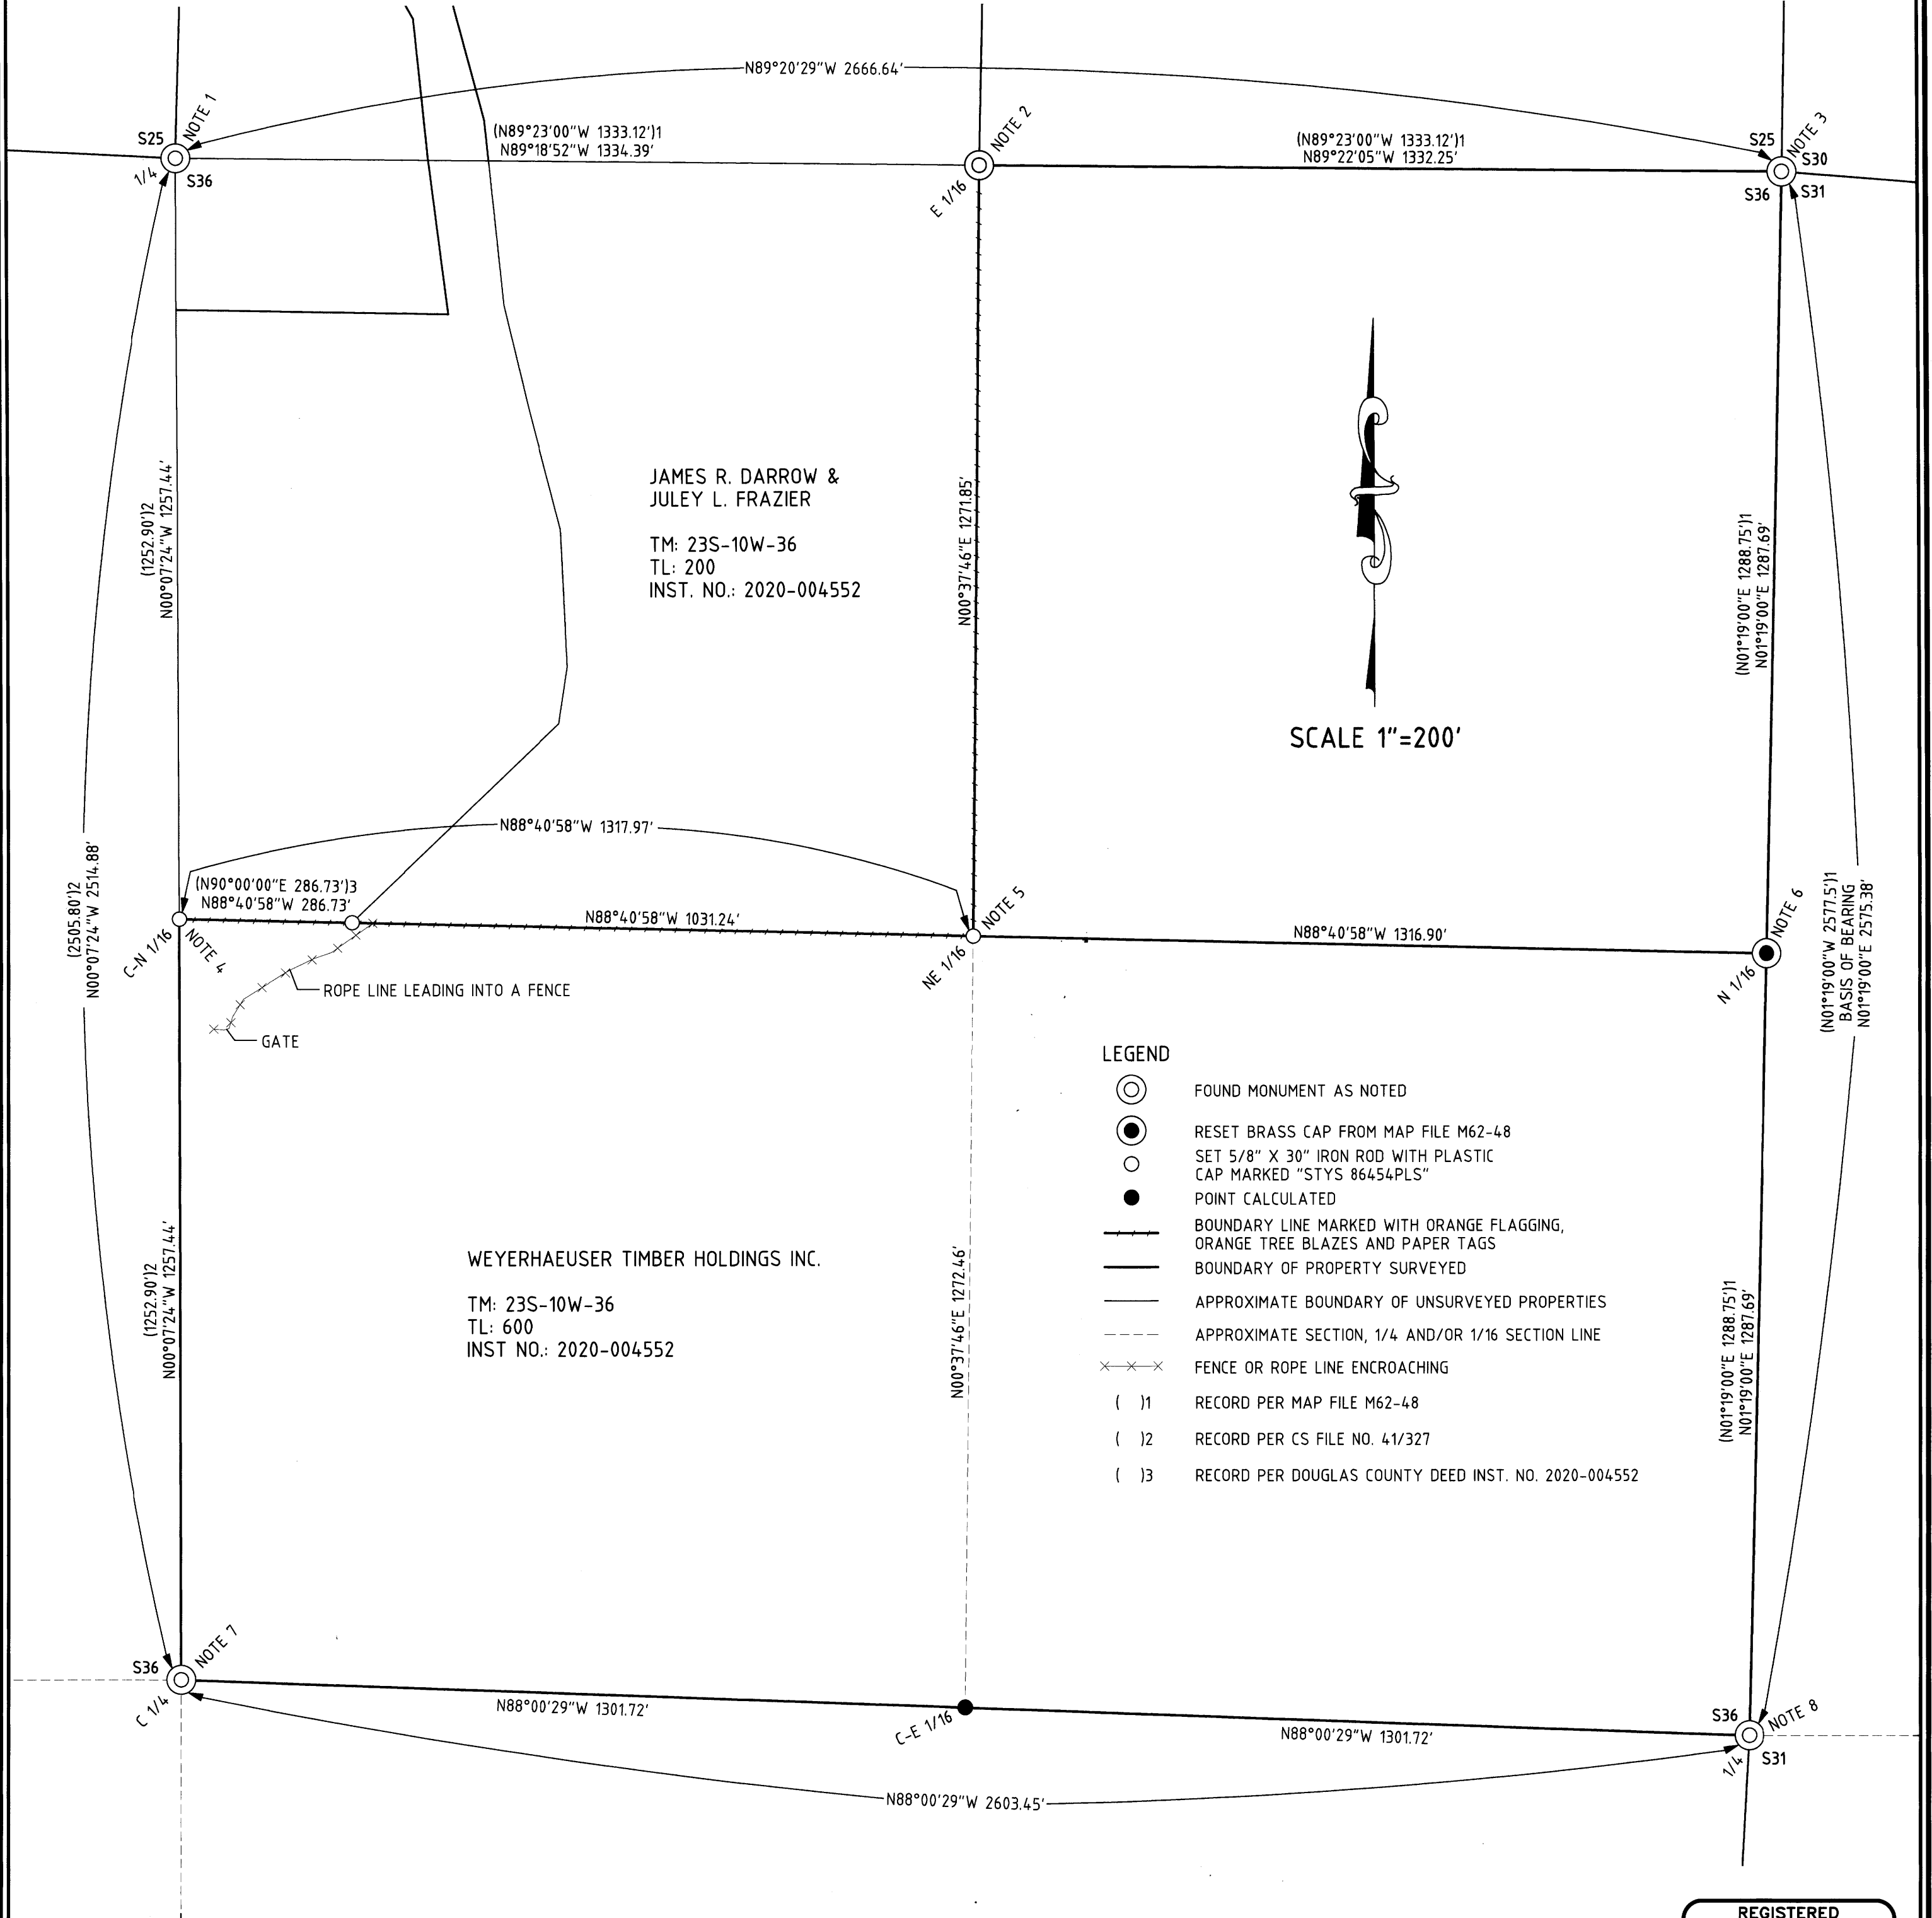 N89°20'29"W 2666.64'
NOTE 1
NOTE 2
NOTE 3
S25
1/4
S36
(N89°23'00"W 1333.12')1
N89°18'52"W 1334.39'
E 1/16
(N89°23'00"W 1333.12')1
N89°22'05"W 1332.25'
S25
S30
S36
S31
(1252.90')2
N00°07'24"W 1257.44'
JAMES R. DARROW &
JULEY L. FRAZIER
TM: 23S-10W-36
TL: 200
INST. NO.: 2020-004552
N00°37'46"E 1271.85'
(N01°19'00"E 1288.75')1
N01°19'00"E 1287.69'
SCALE 1"=200'
N88°40'58"W 1317.97'
(N90°00'00"E 286.73')3
N88°40'58"W 286.73'
N88°40'58"W 1031.24'
NOTE 5
N88°40'58"W 1316.90'
NOTE 6
C-N 1/16
NOTE 4
NE 1/16
N 1/16
(2505.80')2
N00°07'24"W 2514.88'
(N01°19'00"W 2577.5')1
BASIS OF BEARING
N01°19'00"E 2575.38'
ROPE LINE LEADING INTO A FENCE
GATE
LEGEND
FOUND MONUMENT AS NOTED
RESET BRASS CAP FROM MAP FILE M62-48
SET 5/8" X 30" IRON ROD WITH PLASTIC
CAP MARKED "STYS 86454PLS"
POINT CALCULATED
BOUNDARY LINE MARKED WITH ORANGE FLAGGING,
ORANGE TREE BLAZES AND PAPER TAGS
BOUNDARY OF PROPERTY SURVEYED
APPROXIMATE BOUNDARY OF UNSURVEYED PROPERTIES
APPROXIMATE SECTION, 1/4 AND/OR 1/16 SECTION LINE
FENCE OR ROPE LINE ENCROACHING
( )1 RECORD PER MAP FILE M62-48
( )2 RECORD PER CS FILE NO. 41/327
( )3 RECORD PER DOUGLAS COUNTY DEED INST. NO. 2020-004552
(1252.90')2
N00°07'24"W 1257.44'
WEYERHAEUSER TIMBER HOLDINGS INC.
TM: 23S-10W-36
TL: 600
INST NO.: 2020-004552
N00°37'46"E 1272.46'
(N01°19'00"E 1288.75')1
N01°19'00"E 1287.69'
S36
NOTE 7
C 1/4
N88°00'29"W 1301.72'
C-E 1/16
N88°00'29"W 1301.72'
S36
NOTE 8
1/4
S31
N88°00'29"W 2603.45'
REGISTERED